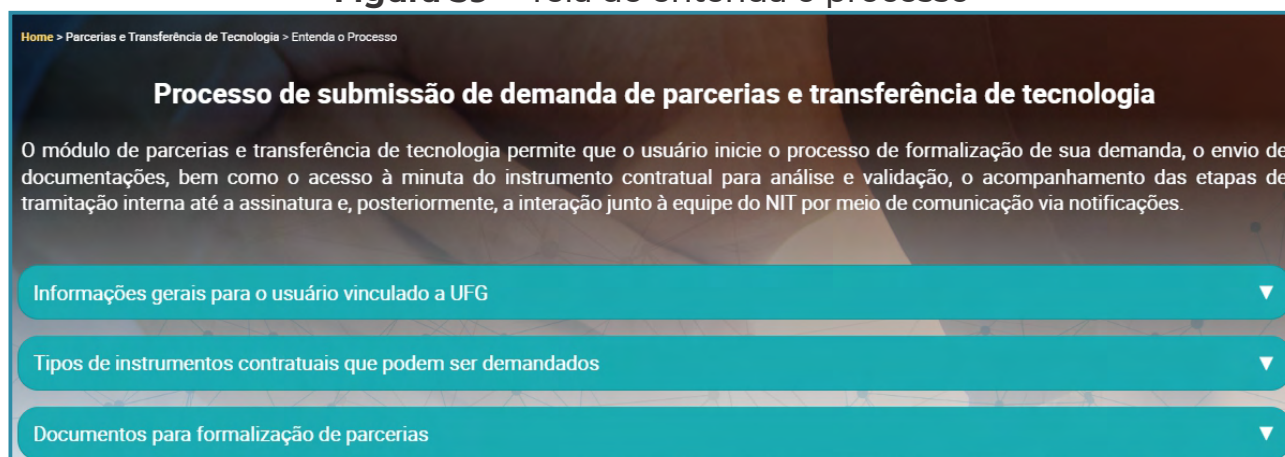 Home > Parcerias e Transferência de Tecnologia > Entenda o Processo
Processo de submissão de demanda de parcerias e transferência de tecnologia
O módulo de parcerias e transferência de tecnologia permite que o usuário inicie o processo de formalização de sua demanda, o envio de
documentações, bem como o acesso à minuta do instrumento contratual para análise e validação, o acompanhamento das etapas de
tramitação interna até a assinatura e, posteriormente, a interação junto à equipe do NIT por meio de comunicação via notificações.
Informações gerais para o usuário vinculado a UFG
Tipos de instrumentos contratuais que podem ser demandados
Documentos para formalização de parcerias